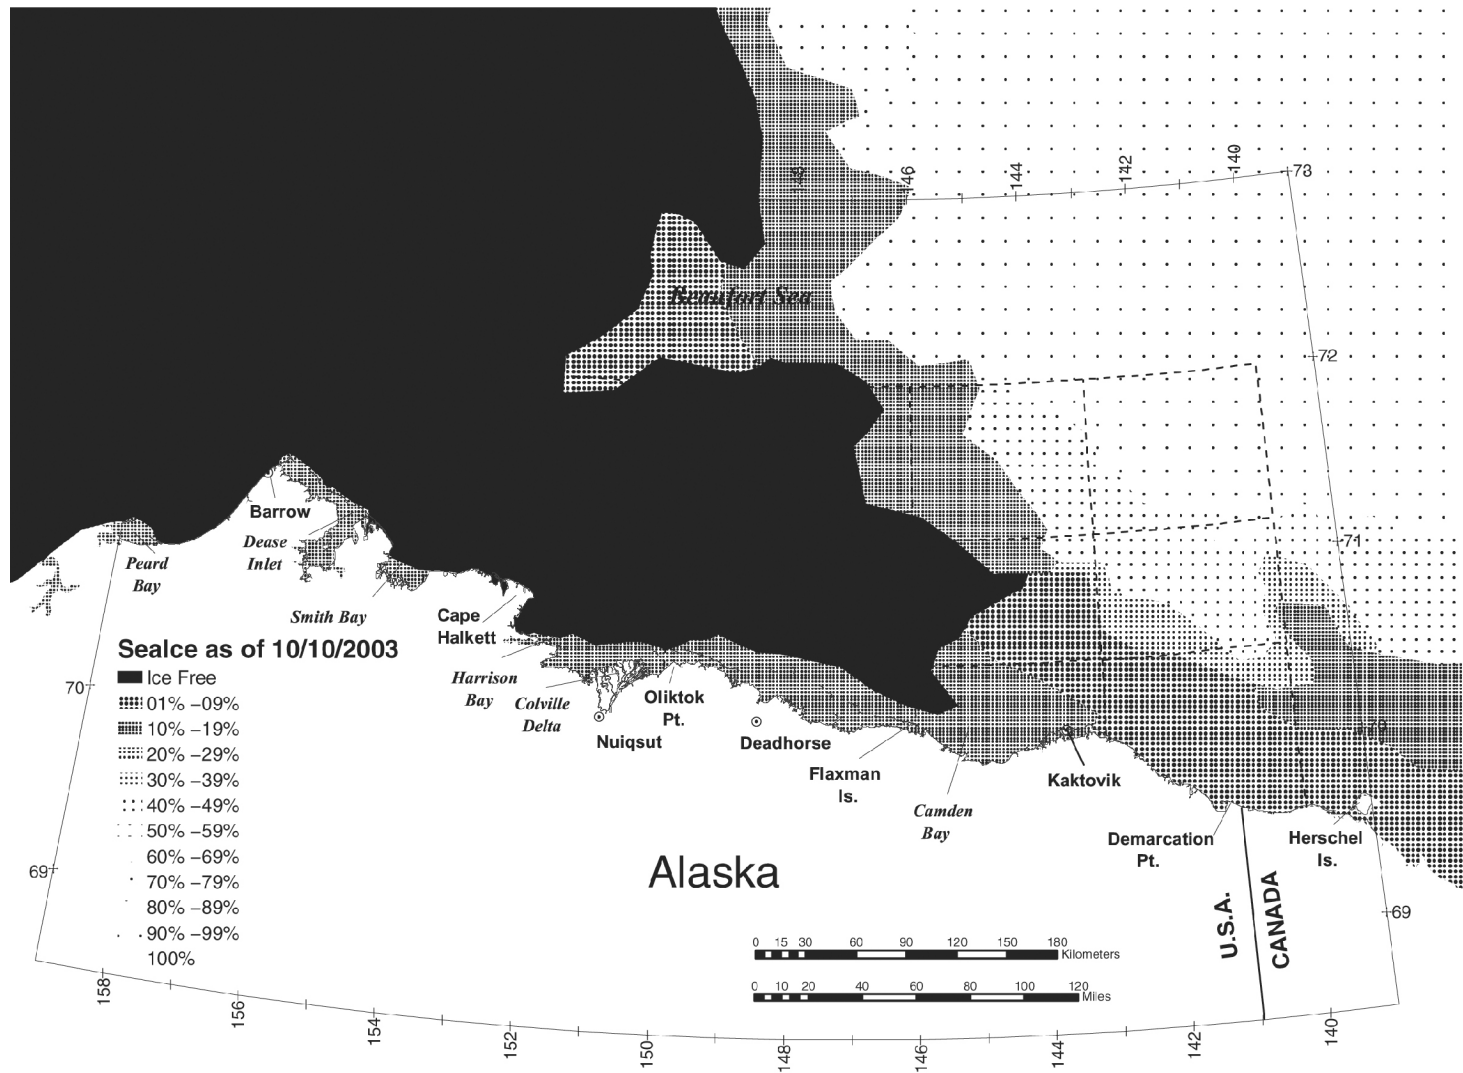 148
146
144
142
140
73
Beaufort Sea
72
71
Barrow
Dease
Inlet
Peard
Bay
Smith Bay
Cape
Halkett
SeaIce as of 10/10/2003
Ice Free
01% –09%
10% –19%
20% –29%
30% –39%
40% –49%
50% –59%
60% –69%
70% –79%
80% –89%
90% –99%
100%
70
Harrison
Bay
Colville
Delta
Oliktok
Pt.
Nuiqsut
Deadhorse
Flaxman
Is.
Kaktovik
Camden
Bay
70
Demarcation
Pt.
Herschel
Is.
69
Alaska
U.S.A.
CANADA
69
0 15 30 60 90 120 150 180
Kilometers
0 10 20 40 60 80 100 120
Miles
158
156
154
152
150
148
146
144
142
140